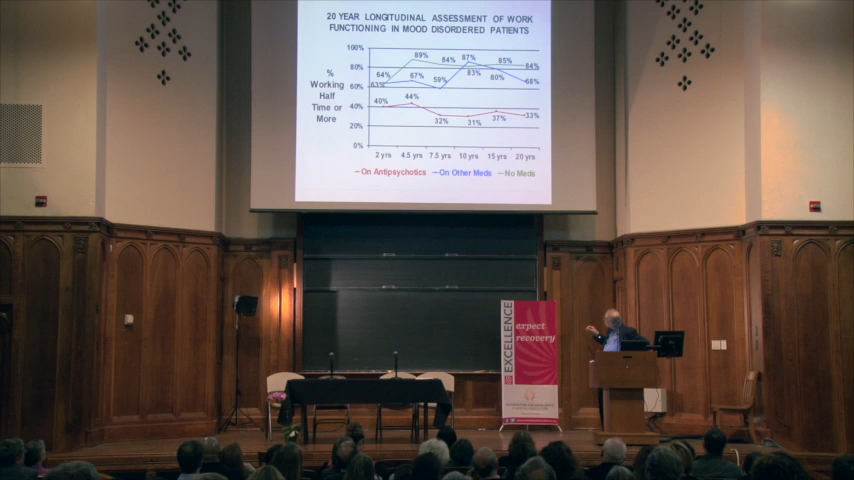 20 YEAR LONGITUDINAL ASSESSMENT OF WORK
FUNCTIONING IN MOOD DISORDERED PATIENTS
%
Working
Half
Time or
More
100%
80%
60%
40%
20%
0%
64%
63%
89%
84%
87%
85%
84%
67%
59%
83%
80%
68%
40%
44%
32%
31%
37%
33%
2 yrs
4.5 yrs
7.5 yrs
10 yrs
15 yrs
20 yrs
On Antipsychotics
On Other Meds
No Meds
EXCELLENCE
expect
recovery